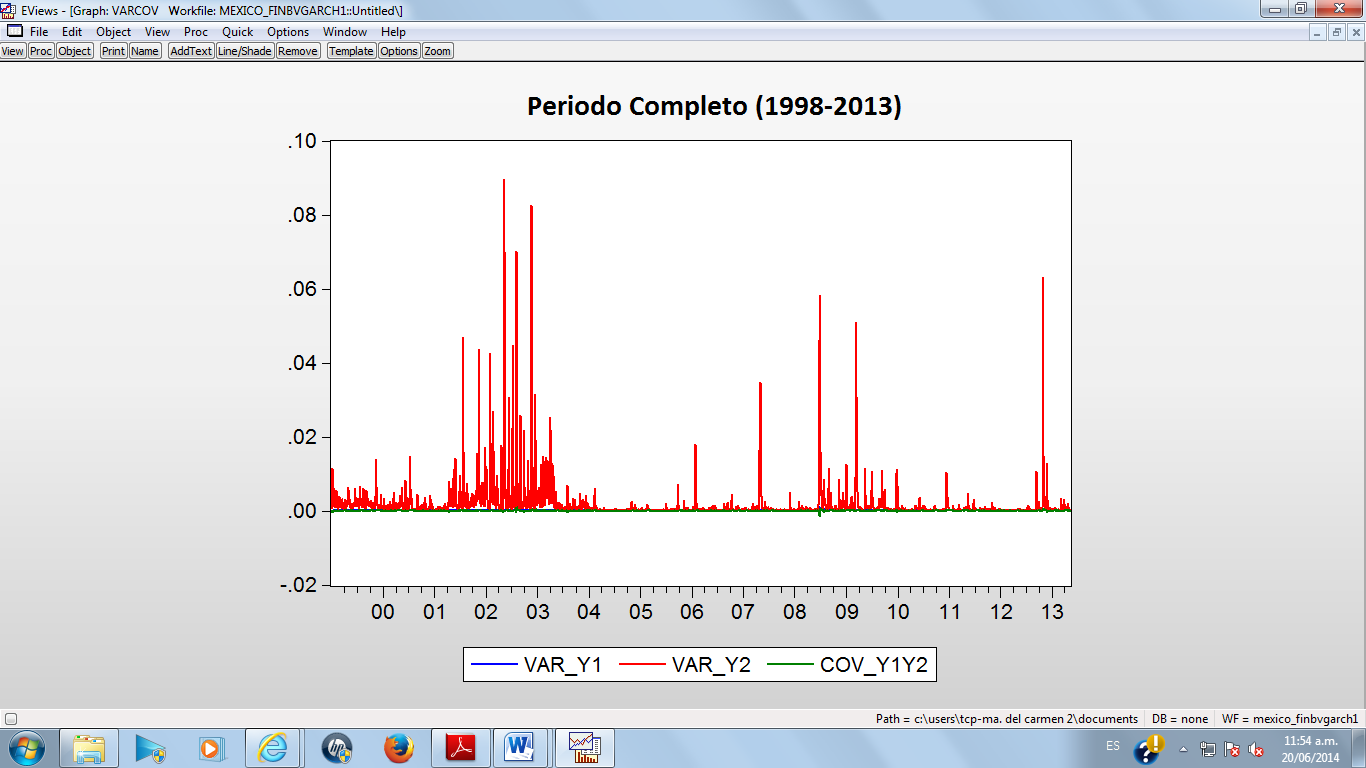 EViews - [Graph: VARCOV   Workfile: MEXICO_FINBVGARCH1::Untitled\]
File Edit Object View Proc Quick Options Window Help
View Proc Object Print Name AddText Line/Shade Remove Template Options Zoom
Periodo Completo (1998-2013)
.10
.08
.06
.04
.02
.00
-.02
00 01 02 03 04 05 06 07 08 09 10 11 12 13
VAR_Y1 VAR_Y2 COV_Y1Y2
Path = c:\users\tcp-ma. del carmen 2\documents DB = none WF = mexico_finbvgarch1
ES
11:54 a.m.
20/06/2014